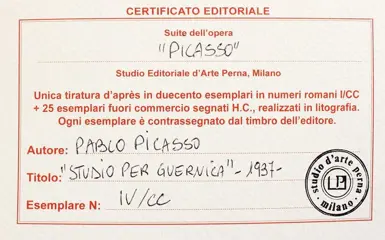 CERTIFICATO EDITORIALE
Suite dell'opera
"PICASSO"
Studio Editoriale d'Arte Perna, Milano
Unica tiratura d'après in duecento esemplari in numeri romani I/CC
+ 25 esemplari fuori commercio segnati H.C., realizzati in litografia.
Ogni esemplare è contrassegnato dal timbro dell'editore.
Autore: PABLO PICASSO
Titolo: "STUDIO PER GUERNICA" - 1937-
Esemplare N: IV/CC
studio d'arte perna
milano